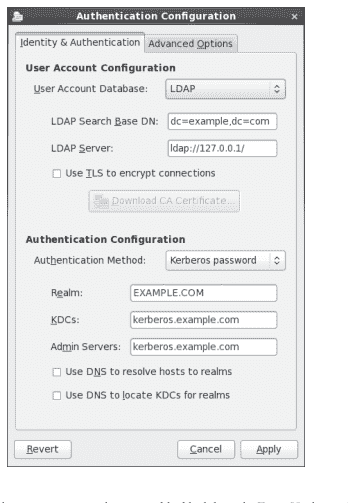 Authentication Configuration ×
Identity & Authentication Advanced Options
User Account Configuration
User Account Database: LDAP
LDAP Search Base DN: dc=example,dc=com
LDAP Server: ldap://127.0.0.1/
Use TLS to encrypt connections
Download CA Certificate...
Authentication Configuration
Authentication Method: Kerberos password
Realm: EXAMPLE.COM
KDCs: kerberos.example.com
Admin Servers: kerberos.example.com
Use DNS to resolve hosts to realms
Use DNS to locate KDCs for realms
Revert Cancel Apply